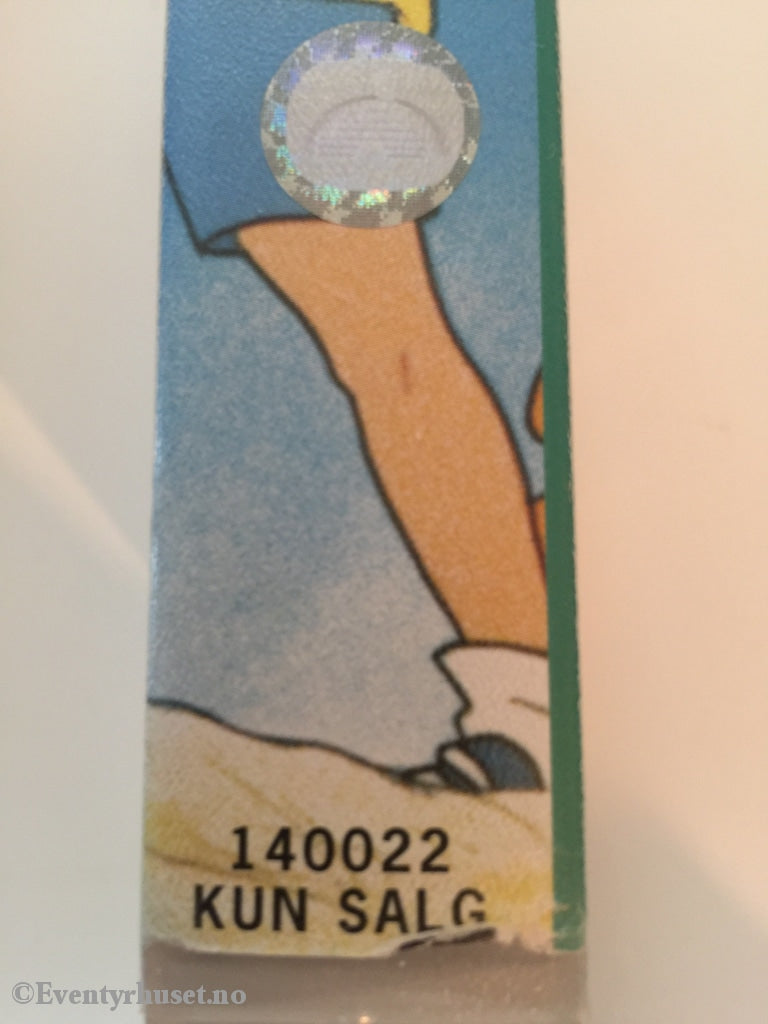 140022
KUN SALG
©Eventyrhuset.no